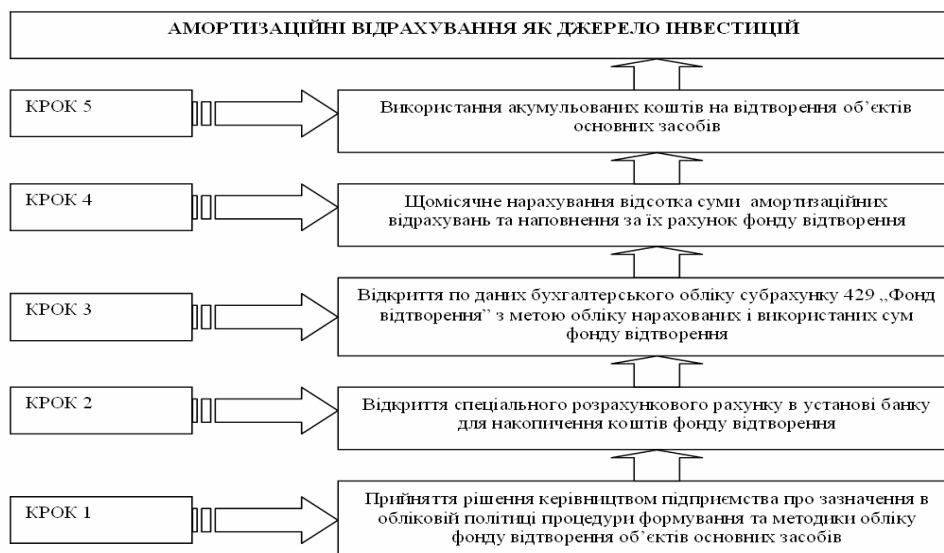 АМОРТИЗАЦІЙНІ ВІДРАХУВАННЯ ЯК ДЖЕРЕЛО ІНВЕСТИЦІЙ
КРОК 5
Використання акумульованих коштів на відтворення об’єктів
основних засобів
КРОК 4
Щомісячне нарахування відсотка суми амортизаційних
відрахувань та наповнення за їх рахунок фонду відтворення
КРОК 3
Відкриття по даних бухгалтерського обліку субрахунку 429 „Фонд
відтворення” з метою обліку нарахованих і використаних сум
фонду відтворення
КРОК 2
Відкриття спеціального розрахункового рахунку в установі банку
для накопичення коштів фонду відтворення
КРОК 1
Прийняття рішення керівництвом підприємства про зазначення в
обліковій політиці процедури формування та методики обліку
фонду відтворення об’єктів основних засобів